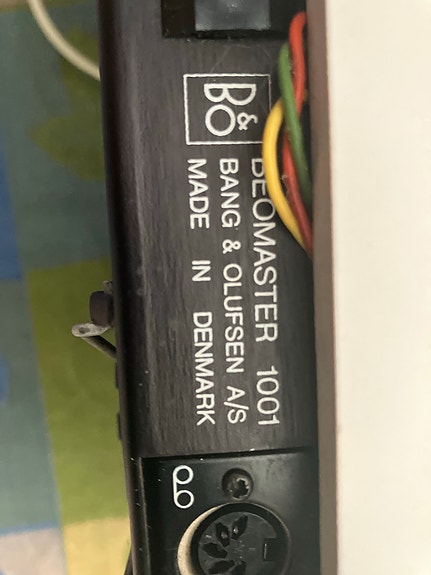 B&O
BEOMASTER 1001
BANG & OLUFSEN A/S
MADE IN DENMARK